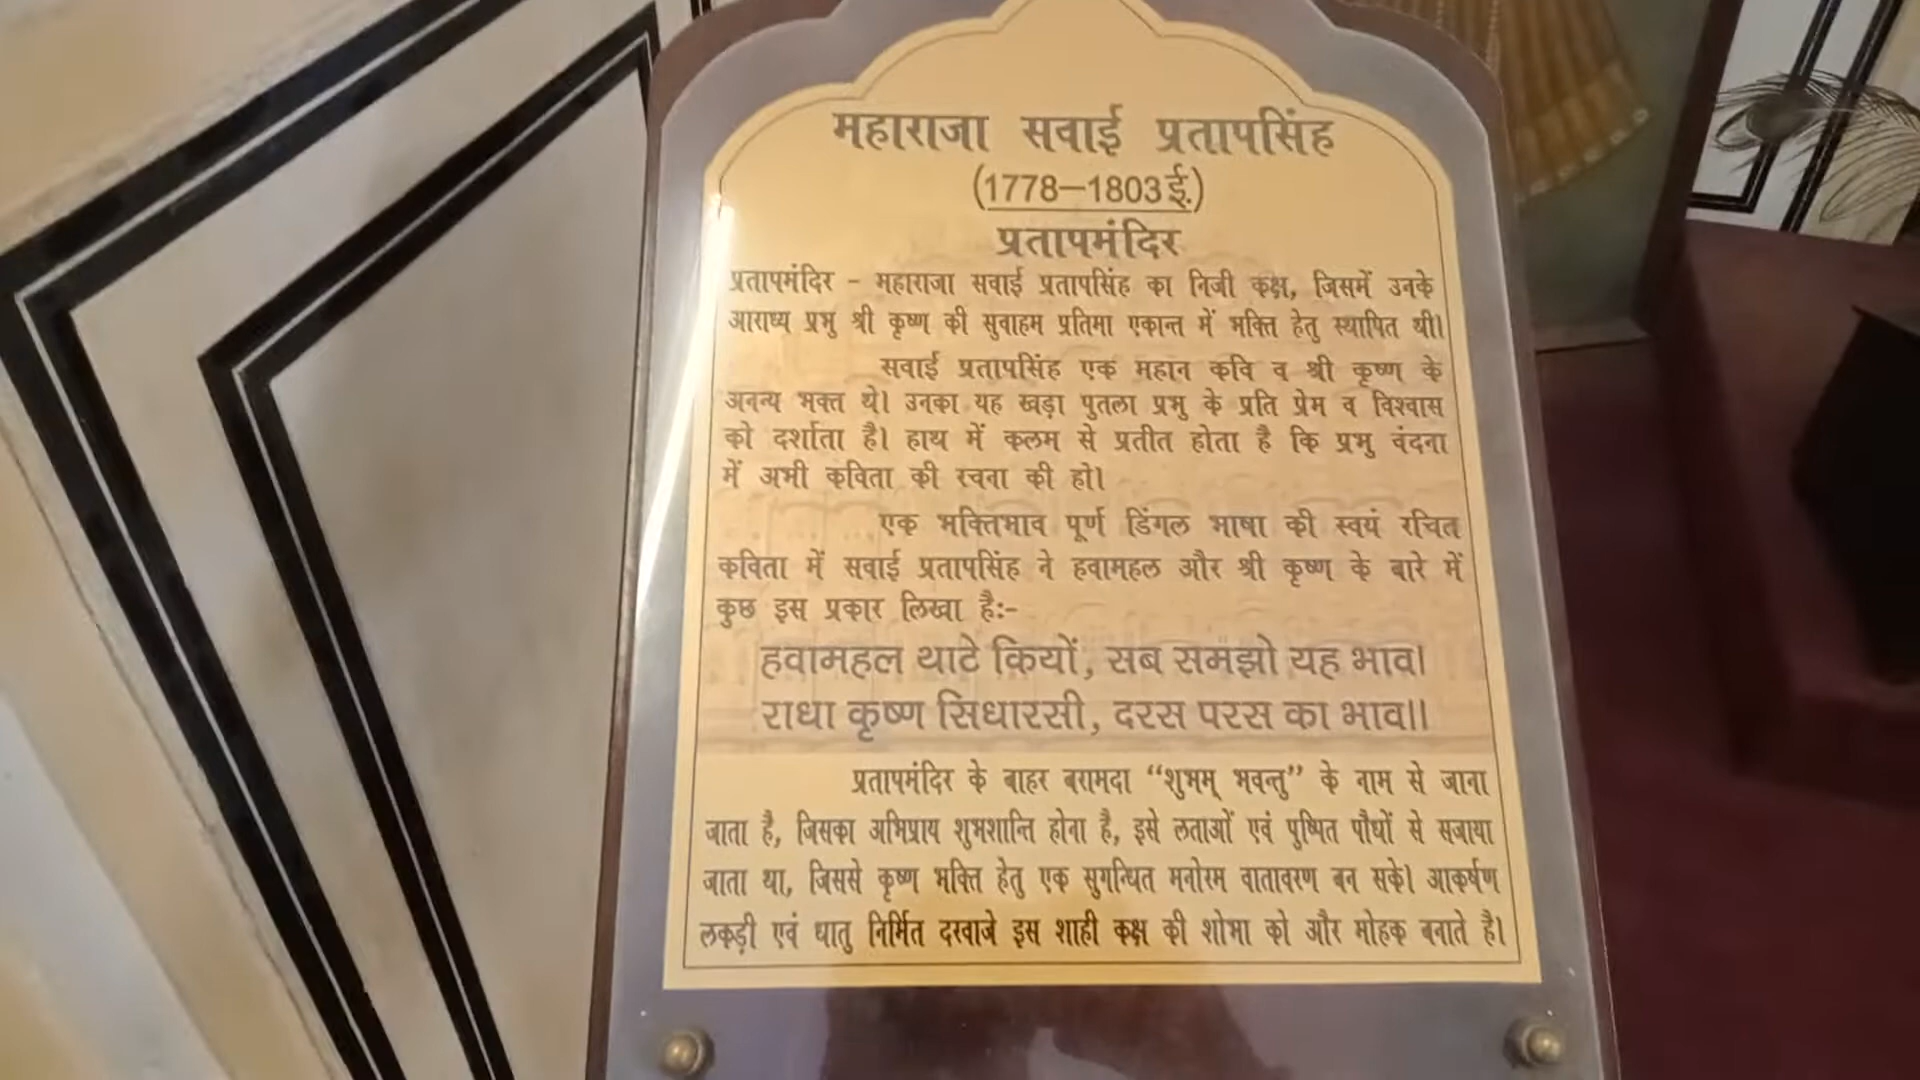 महाराजा सवाई प्रतापसिंह
(1778–1803ई.)
प्रतापमंदिर
प्रतापमंदिर - महाराजा सवाई प्रतापसिंह का निजी कक्ष, जिसमें उनके
आराध्य प्रभु श्री कृष्ण की सुवाहम प्रतिमा एकान्त में भक्ति हेतु स्थापित थी।
सवाई प्रतापसिंह एक महान कवि व श्री कृष्ण के
अनन्य भक्त थे। उनका यह खड़ा पुतला प्रभु के प्रति प्रेम व विश्वास
को दर्शाता है। हाथ में कलम से प्रतीत होता है कि प्रभु वंदना
में अभी कविता की रचना की हो।
एक भक्तिभाव पूर्ण डिंगल भाषा की स्वयं रचित
कविता में सवाई प्रतापसिंह ने हवामहल और श्री कृष्ण के बारे में
कुछ इस प्रकार लिखा है:-
हवामहल थाटे कियों, सब समझो यह भाव।
राधा कृष्ण सिधारसी, दरस परस का भाव।।
प्रतापमंदिर के बाहर बरामदा “शुभम् भवन्तु” के नाम से जाना
जाता है, जिसका अभिप्राय शुभशान्ति होना है, इसे लताओं एवं पुष्पित पौधों से सजाया
जाता था, जिससे कृष्ण भक्ति हेतु एक सुगन्धित मनोरम वातावरण बन सके। आकर्षण
लकड़ी एवं धातु निर्मित दरवाजे इस शाही कक्ष की शोभा को और मोहक बनाते है।